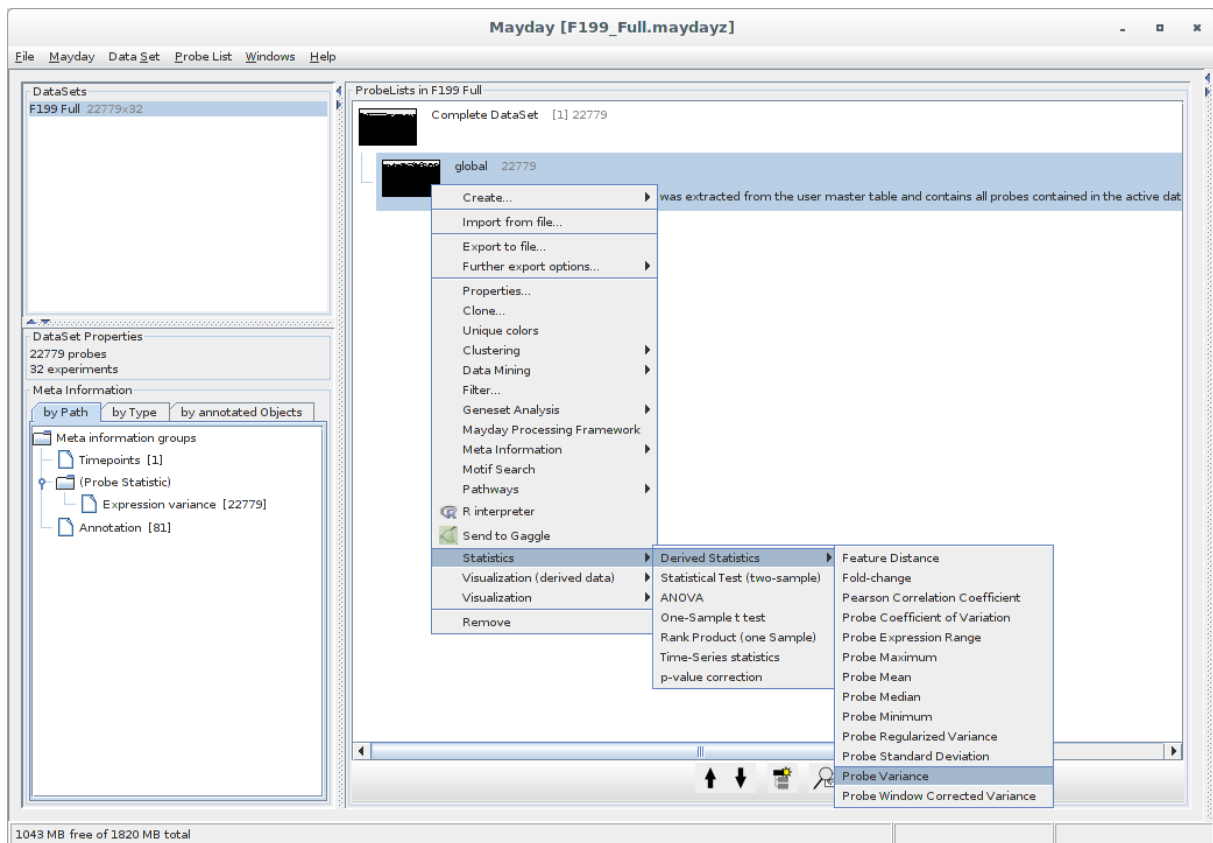 Mayday [F199_Full.maydayz]
File Mayday Data Set Probe List Windows Help
DataSets
F199 Full 22779x32
DataSet Properties
22779 probes
32 experiments
Meta Information
by Path by Type by annotated Objects
Meta information groups
Timepoints [1]
(Probe Statistic)
Expression variance [22779]
Annotation [81]
ProbeLists in F199 Full
Complete DataSet [1] 22779
global 22779
was extracted from the user master table and contains all probes contained in the active dat
Create...
Import from file...
Export to file...
Further export options...
Properties...
Clone...
Unique colors
Clustering
Data Mining
Filter...
Geneset Analysis
Mayday Processing Framework
Meta Information
Motif Search
Pathways
R interpreter
Send to Gaggle
Statistics
Visualization (derived data)
Visualization
Remove
Derived Statistics
Statistical Test (two-sample)
ANOVA
One-Sample t test
Rank Product (one Sample)
Time-Series statistics
p-value correction
Feature Distance
Fold-change
Pearson Correlation Coefficient
Probe Coefficient of Variation
Probe Expression Range
Probe Maximum
Probe Mean
Probe Median
Probe Minimum
Probe Regularized Variance
Probe Standard Deviation
Probe Variance
Probe Window Corrected Variance
1043 MB free of 1820 MB total